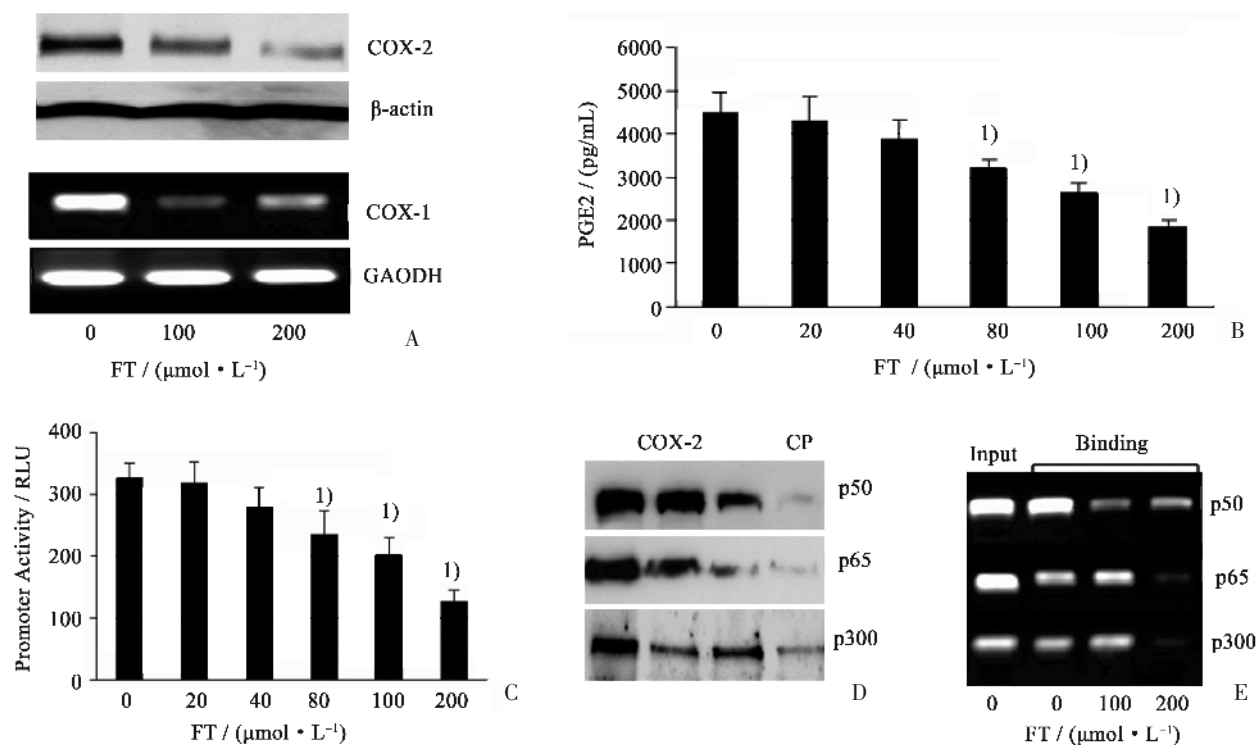 COX-2
β-actin
COX-1
GAODH
0 100 200
A
FT / (μmol · L⁻¹)
6000
5000
4000
3000
2000
1000
0
PGE2 / (pg/mL)
1)
1)
1)
0 20 40 80 100 200
B
FT / (μmol · L⁻¹)
400
300
200
100
0
Promoter Activity / RLU
1)
1)
1)
0 20 40 80 100 200
C
FT / (μmol · L⁻¹)
COX-2 CP
p50
p65
p300
D
Input Binding
p50
p65
p300
0 0 100 200
E
FT / (μmol · L⁻¹)